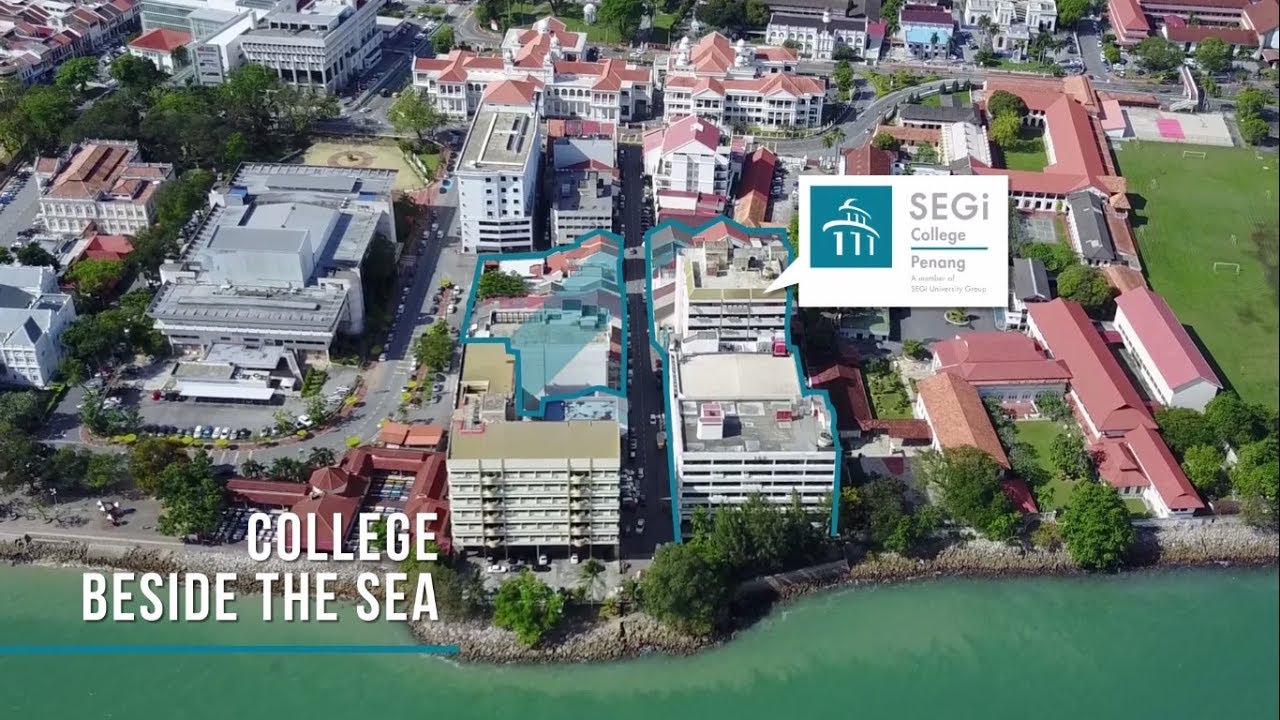 SEGi
College
Penang
A member of
SEGi University Group
COLLEGE
BESIDE THE SEA